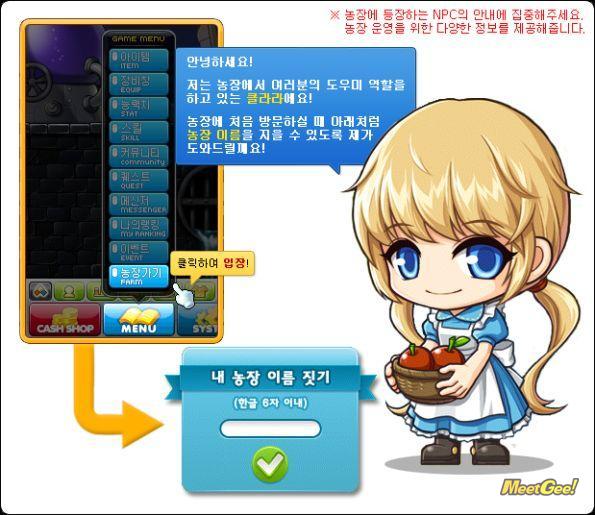 ※ 농장에 등장하는 NPC의 안내에 집중해주세요.
농장 운영을 위한 다양한 정보를 제공해줍니다.
GAME MENU
아이템
ITEM
장비창
EQUIP
능력치
STAT
스킬
SKILL
커뮤니티
community
퀘스트
QUEST
메신저
MESSENGER
나의랭킹
MY RANKING
이벤트
EVENT
농장가기
FARM
CASH SHOP
MENU
SYST
클릭하여 입장!
안녕하세요!
저는 농장에서 여러분의 도우미 역할을
하고 있는 클라라에요!
농장에 처음 방문하실 때 아래처럼
농장 이름을 지을 수 있도록 제가
도와드릴께요!
내 농장 이름 짓기
(한글 6자 이내)
MeetGee!